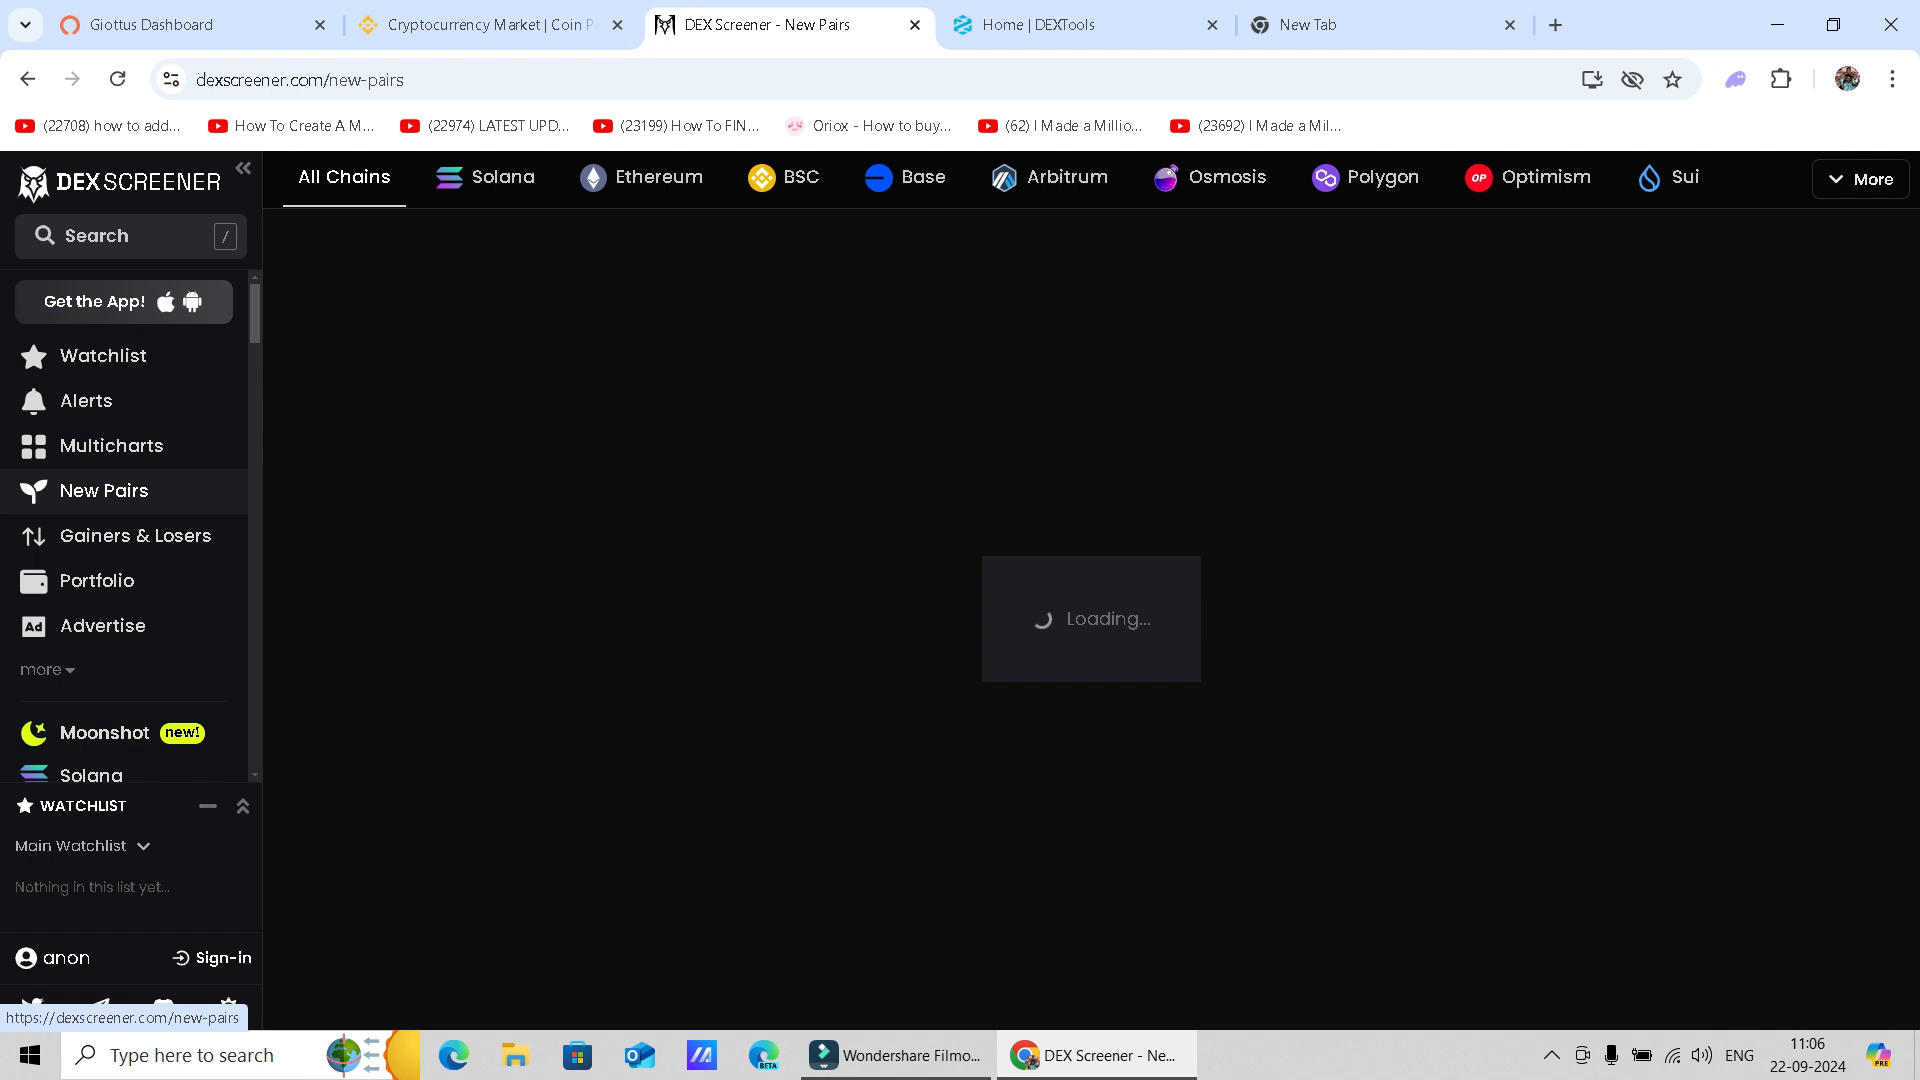 Giottus Dashboard
Cryptocurrency Market | Coin P
DEX Screener - New Pairs
Home | DEXTools
New Tab
dexscreener.com/new-pairs
(22708) how to add...
How To Create A M...
(22974) LATEST UPD...
(23199) How To FIN...
Oriox - How to buy...
(62) I Made a Millio...
(23692) I Made a Mil...
DEX SCREENER
All Chains
Solana
Ethereum
BSC
Base
Arbitrum
Osmosis
Polygon
OP Optimism
Sui
More
Search /
Get the App!
Watchlist
Alerts
Multicharts
New Pairs
Gainers & Losers
Portfolio
Ad Advertise
more
Moonshot new!
Solana
Loading...
WATCHLIST
Main Watchlist
Nothing in this list yet...
anon
Sign-in
https://dexscreener.com/new-pairs
Type here to search
BETA
Wondershare Filmo...
DEX Screener - Ne...
ENG
11:06
22-09-2024
PRE